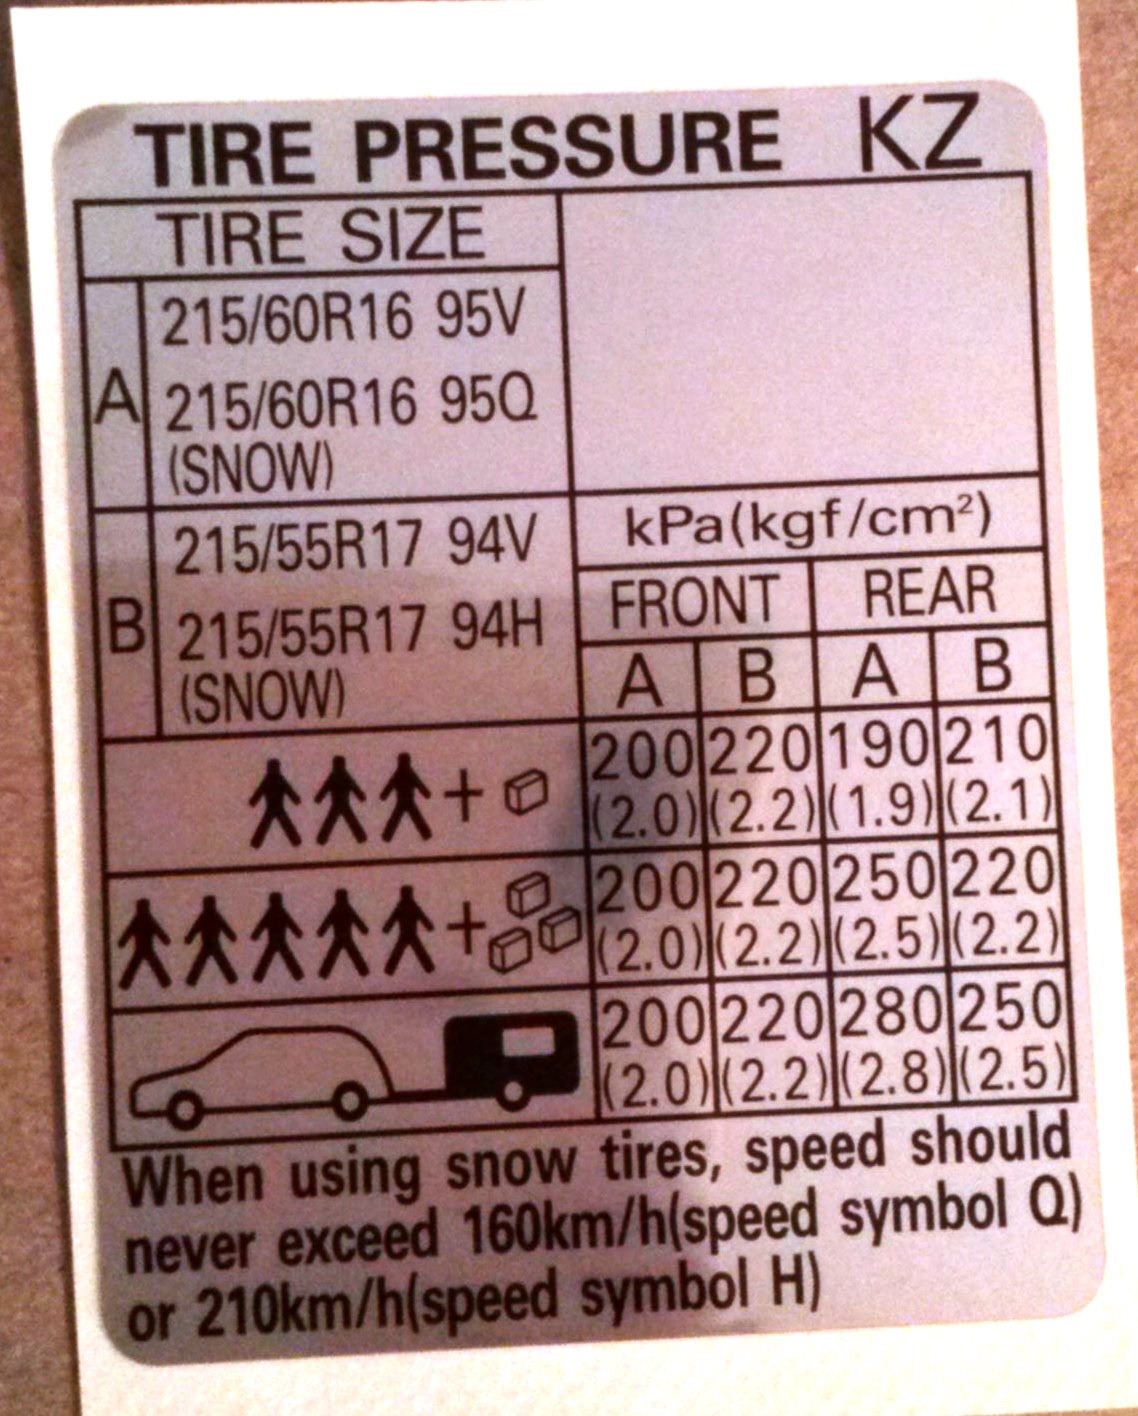 TIRE PRESSURE KZ
TIRE SIZE
A
215/60R16 95V
215/60R16 95Q
(SNOW)
B
215/55R17 94V
215/55R17 94H
(SNOW)
kPa(kgf/cm²)
FRONT REAR
A B A B
+ 200 220 190 210
(2.0) (2.2) (1.9) (2.1)
+ 200 220 250 220
(2.0) (2.2) (2.5) (2.2)
200 220 280 250
(2.0) (2.2) (2.8) (2.5)
When using snow tires, speed should
never exceed 160km/h(speed symbol Q)
or 210km/h(speed symbol H)